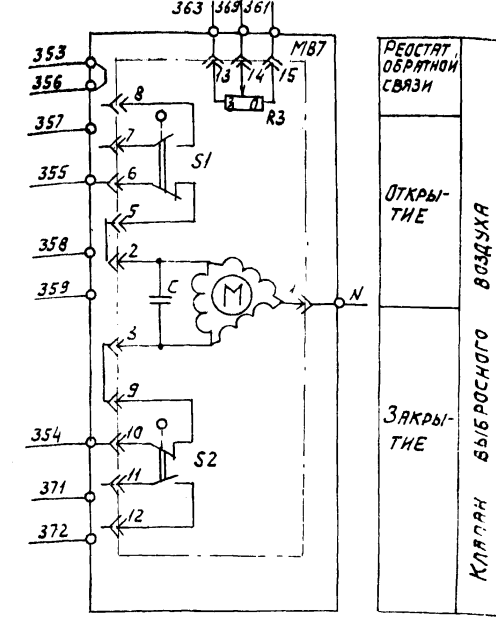 363 369 361
МВ7
353
13 14 15
356
З О
R3
8
357
7
S1
355
6
5
358
2
359
C
М
1
N
3
9
354
10
S2
371
11
12
372
РЕОСТАТ
ОБРАТНОЙ
СВЯЗИ
ОТКРЫ-
ТИЕ
ЗАКРЫ-
ТИЕ
КЛАПАН ВЫБРОСНОГО ВОЗДУХА